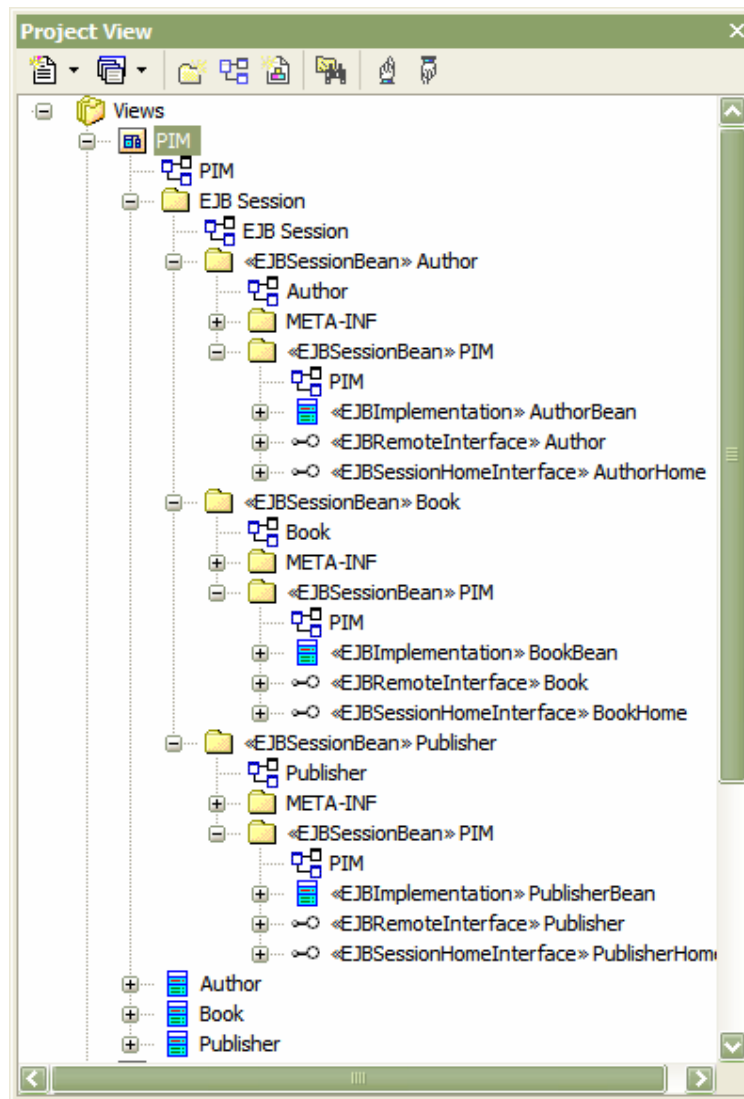 Project View
Views
PIM
PIM
EJB Session
EJB Session
«EJBSessionBean» Author
Author
META-INF
«EJBSessionBean» PIM
PIM
«EJBImplementation» AuthorBean
«EJBRemoteInterface» Author
«EJBSessionHomeInterface» AuthorHome
«EJBSessionBean» Book
Book
META-INF
«EJBSessionBean» PIM
PIM
«EJBImplementation» BookBean
«EJBRemoteInterface» Book
«EJBSessionHomeInterface» BookHome
«EJBSessionBean» Publisher
Publisher
META-INF
«EJBSessionBean» PIM
PIM
«EJBImplementation» PublisherBean
«EJBRemoteInterface» Publisher
«EJBSessionHomeInterface» PublisherHom
Author
Book
Publisher